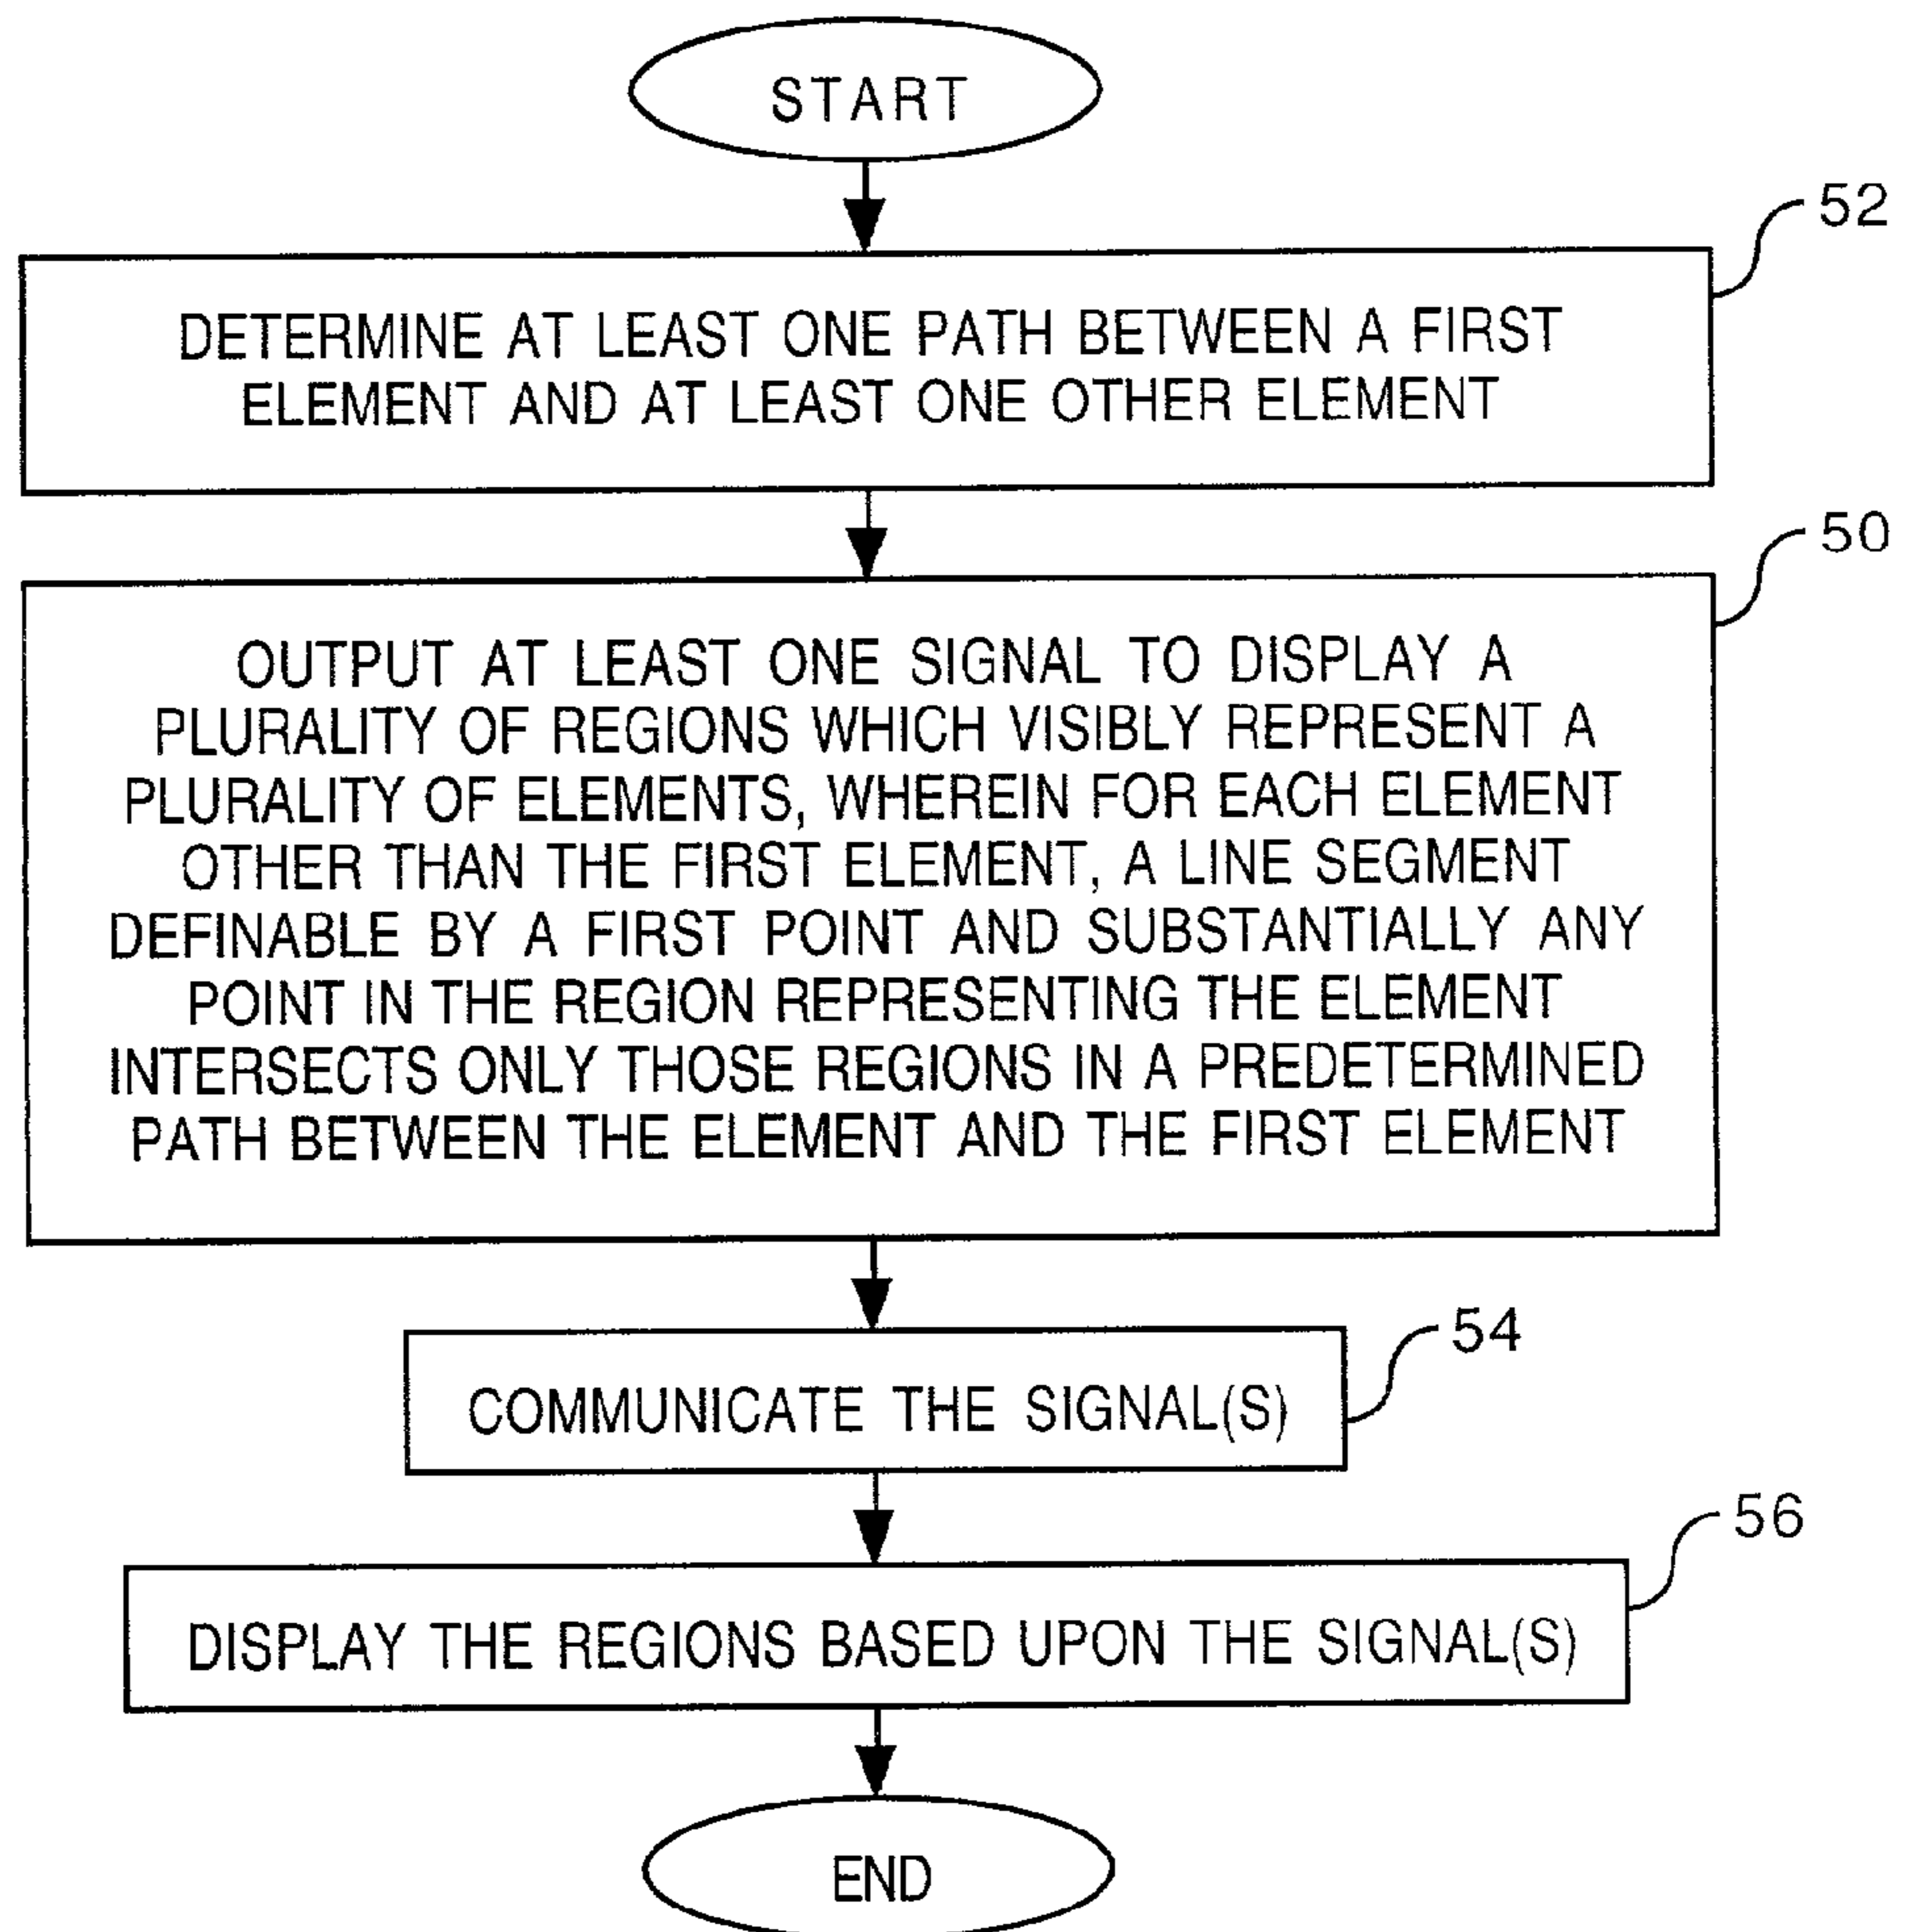 START
52
DETERMINE AT LEAST ONE PATH BETWEEN A FIRST
ELEMENT AND AT LEAST ONE OTHER ELEMENT
50
OUTPUT AT LEAST ONE SIGNAL TO DISPLAY A
PLURALITY OF REGIONS WHICH VISIBLY REPRESENT A
PLURALITY OF ELEMENTS, WHEREIN FOR EACH ELEMENT
OTHER THAN THE FIRST ELEMENT, A LINE SEGMENT
DEFINABLE BY A FIRST POINT AND SUBSTANTIALLY ANY
POINT IN THE REGION REPRESENTING THE ELEMENT
INTERSECTS ONLY THOSE REGIONS IN A PREDETERMINED
PATH BETWEEN THE ELEMENT AND THE FIRST ELEMENT
54
COMMUNICATE THE SIGNAL(S)
56
DISPLAY THE REGIONS BASED UPON THE SIGNAL(S)
END